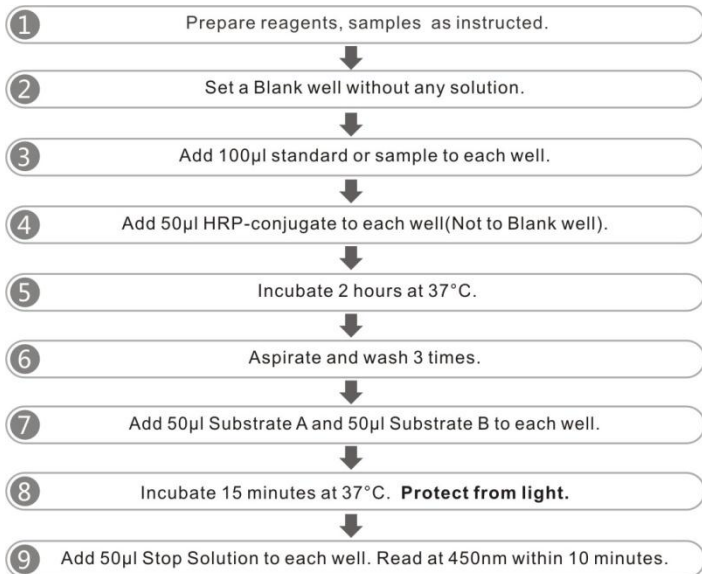 1 Prepare reagents, samples as instructed.
2 Set a Blank well without any solution.
3 Add 100µl standard or sample to each well.
4 Add 50µl HRP-conjugate to each well(Not to Blank well).
5 Incubate 2 hours at 37°C.
6 Aspirate and wash 3 times.
7 Add 50µl Substrate A and 50µl Substrate B to each well.
8 Incubate 15 minutes at 37°C. Protect from light.
9 Add 50µl Stop Solution to each well. Read at 450nm within 10 minutes.